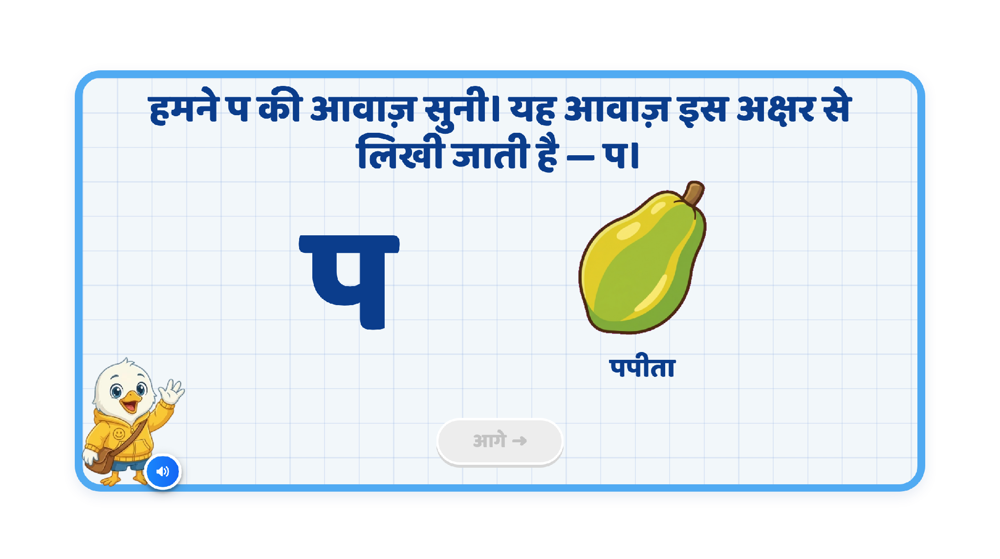 हमने प की आवाज़ सुनी। यह आवाज़ इस अक्षर से
लिखी जाती है — प।
प
पपीता
आगे →